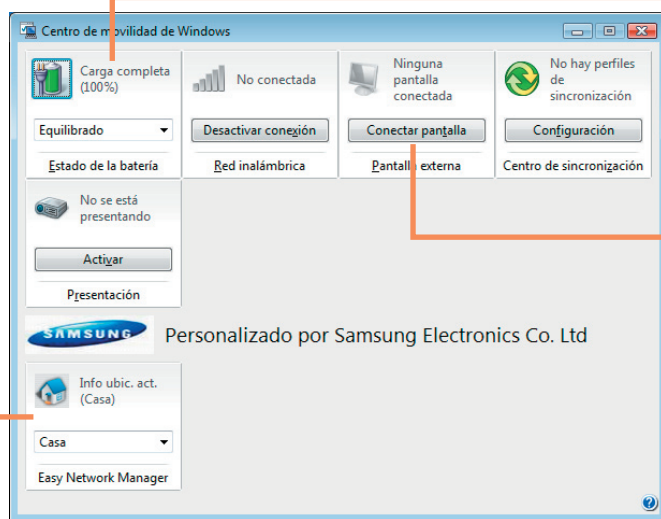 Centro de movilidad de Windows
Carga completa
(100%)
Equilibrado
Estado de la batería
No conectada
Desactivar conexión
Red inalámbrica
Ninguna
pantalla
conectada
Conectar pantalla
Pantalla externa
No hay perfiles
de
sincronización
Configuración
Centro de sincronización
No se está
presentando
Activar
Presentación
SAMSUNG
Personalizado por Samsung Electronics Co. Ltd
Info ubic. act.
(Casa)
Casa
Easy Network Manager